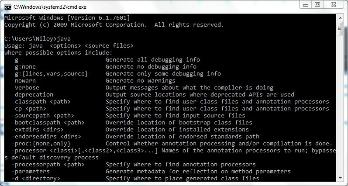 C:\Windows\system32\cmd.exe
Microsoft Windows [Version 6.1.7601]
Copyright (c) 2009 Microsoft Corporation. All rights reserved.
C:\Users\Wiloy>java
Usage: java <options> <source files>
where possible options include:
-g Generate all debugging info
-g:none Generate no debugging info
-g:{lines,vars,source} Generate only some debugging info
-nowarn Generate no warnings
-verbose Output messages about what the compiler is doing
-deprecation Output source locations where deprecated APIs are used
-classpath <path> Specify where to find user class files and annotation processors
-cp <path> Specify where to find user class files and annotation processors
-sourcepath <path> Specify where to find input source files
-bootclasspath <path> Override location of bootstrap class files
-extdirs <dirs> Override location of installed extensions
-endorseddirs <dirs> Override location of endorsed standards path
-proc:{none,only} Control whether annotation processing and/or compilation is done.
-processor <class1>[,<class2>,<class3>...] Names of the annotation processors to run; bypass
es default discovery process
-processorpath <path> Specify where to find annotation processors
-parameters Generate metadata for reflection on method parameters
-d <directory> Specify where to place generated class files